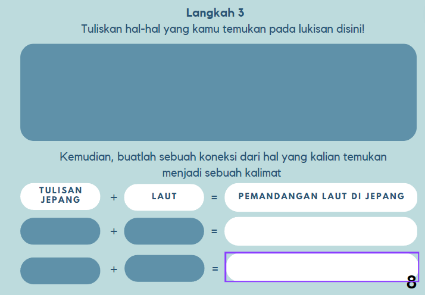 Langkah 3
Tuliskan hal-hal yang kamu temukan pada lukisan disini!
Kemudian, buatlah sebuah koneksi dari hal yang kalian temukan
menjadi sebuah kalimat
TULISAN
JEPANG + LAUT = PEMANDANGAN LAUT DI JEPANG
+ =
+ =
8